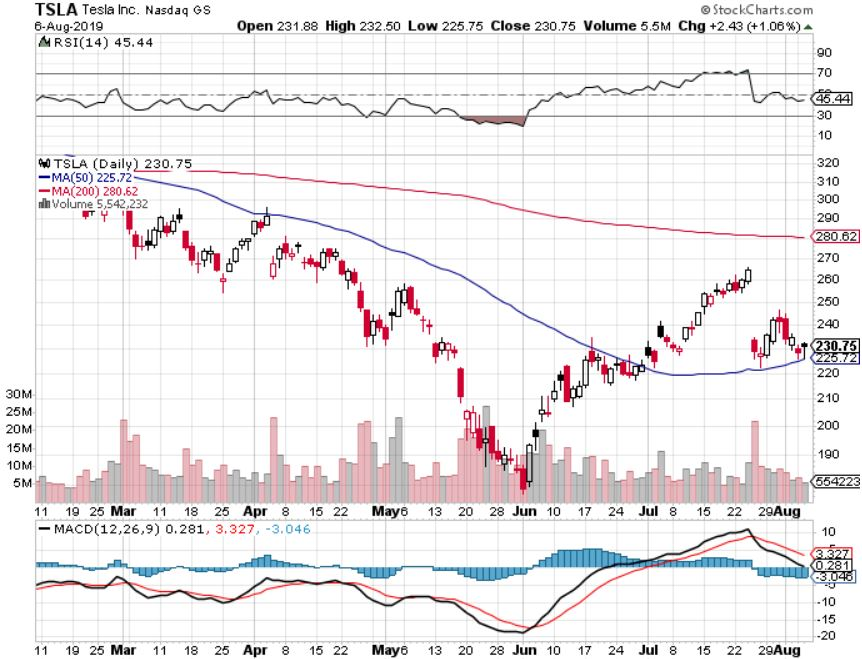 TSLA Tesla Inc. Nasdaq GS
© StockCharts.com
6-Aug-2019
Open 231.88 High 232.50 Low 225.75 Close 230.75 Volume 5.5M Chg +2.43 (+1.06%)
RSI(14) 45.44
90
70
50
45.44
30
10
TSLA (Daily) 230.75
MA(50) 225.72
MA(200) 280.62
Volume 5,542,232
320
310
300
290
280.62
270
260
250
240
230.75
225.72
220
210
200
190
554223
30M
25M
20M
15M
10M
5M
11 19 25 Mar 11 18 25 Apr 8 15 22 May 6 13 20 28 Jun 10 17 24 Jul 8 15 22 29 Aug
MACD(12,26,9) 0.281, 3.327, -3.046
10
3.327
0.281
-3.046
-5
-10
-15
-20
11 19 25 Mar 11 18 25 Apr 8 15 22 May 6 13 20 28 Jun 10 17 24 Jul 8 15 22 29 Aug